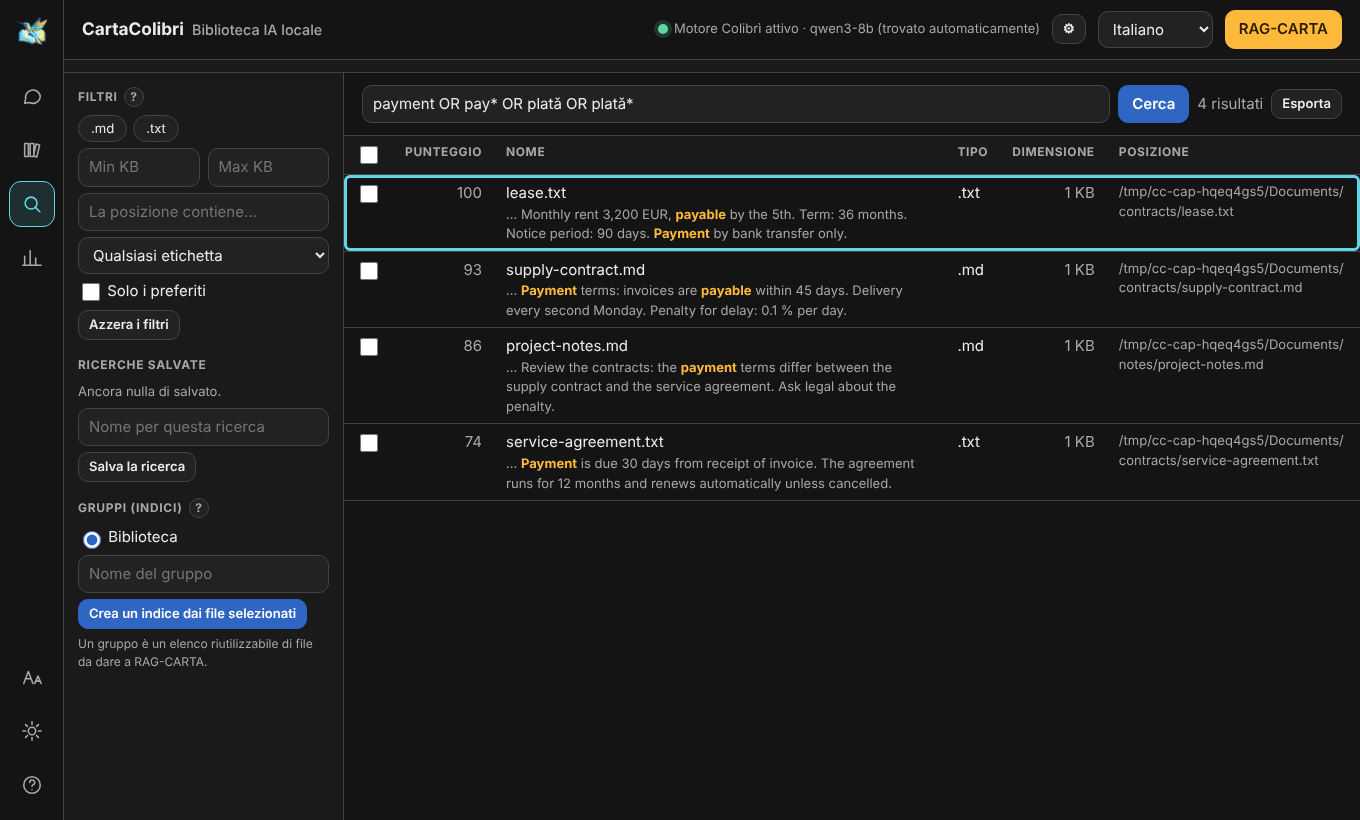 CartaColibri Biblioteca IA locale
Motore Colibrì attivo · qwen3-8b (trovato automaticamente)
Italiano
RAG-CARTA
FILTRI ?
.md .txt
Min KB Max KB
La posizione contiene...
Qualsiasi etichetta
Solo i preferiti
Azzera i filtri
RICERCHE SALVATE
Ancora nulla di salvato.
Nome per questa ricerca
Salva la ricerca
GRUPPI (INDICI) ?
Biblioteca
Nome del gruppo
Crea un indice dai file selezionati
Un gruppo è un elenco riutilizzabile di file
da dare a RAG-CARTA.
AA
payment OR pay* OR plată OR plată*
Cerca
4 risultati
Esporta
PUNTEGGIO NOME TIPO DIMENSIONE POSIZIONE
100 lease.txt .txt 1 KB /tmp/cc-cap-hqeq4gs5/Documents/
contracts/lease.txt
... Monthly rent 3,200 EUR, payable by the 5th. Term: 36 months.
Notice period: 90 days. Payment by bank transfer only.
93 supply-contract.md .md 1 KB /tmp/cc-cap-hqeq4gs5/Documents/
contracts/supply-contract.md
... Payment terms: invoices are payable within 45 days. Delivery
every second Monday. Penalty for delay: 0.1 % per day.
86 project-notes.md .md 1 KB /tmp/cc-cap-hqeq4gs5/Documents/
notes/project-notes.md
... Review the contracts: the payment terms differ between the
supply contract and the service agreement. Ask legal about the
penalty.
74 service-agreement.txt .txt 1 KB /tmp/cc-cap-hqeq4gs5/Documents/
contracts/service-agreement.txt
... Payment is due 30 days from receipt of invoice. The agreement
runs for 12 months and renews automatically unless cancelled.